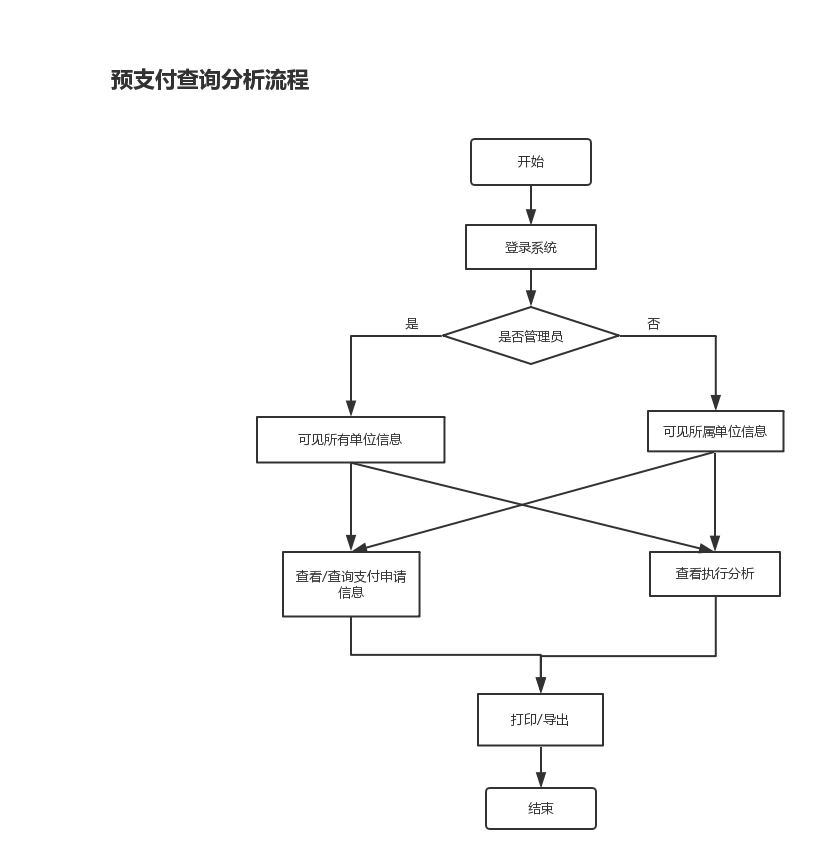 预支付查询分析流程
开始
登录系统
是
否
是否管理员
可见所有单位信息
可见所属单位信息
查看/查询支付申请
信息
查看执行分析
打印/导出
结束